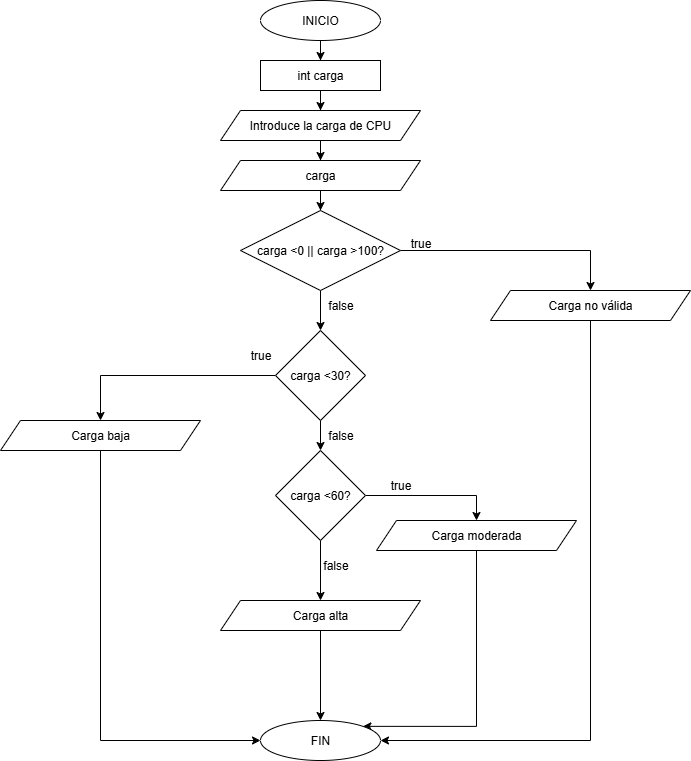 INICIO
int carga
Introduce la carga de CPU
carga
carga <0 || carga >100?
true
false
Carga no válida
true
carga <30?
Carga baja
false
carga <60?
true
Carga moderada
false
Carga alta
FIN